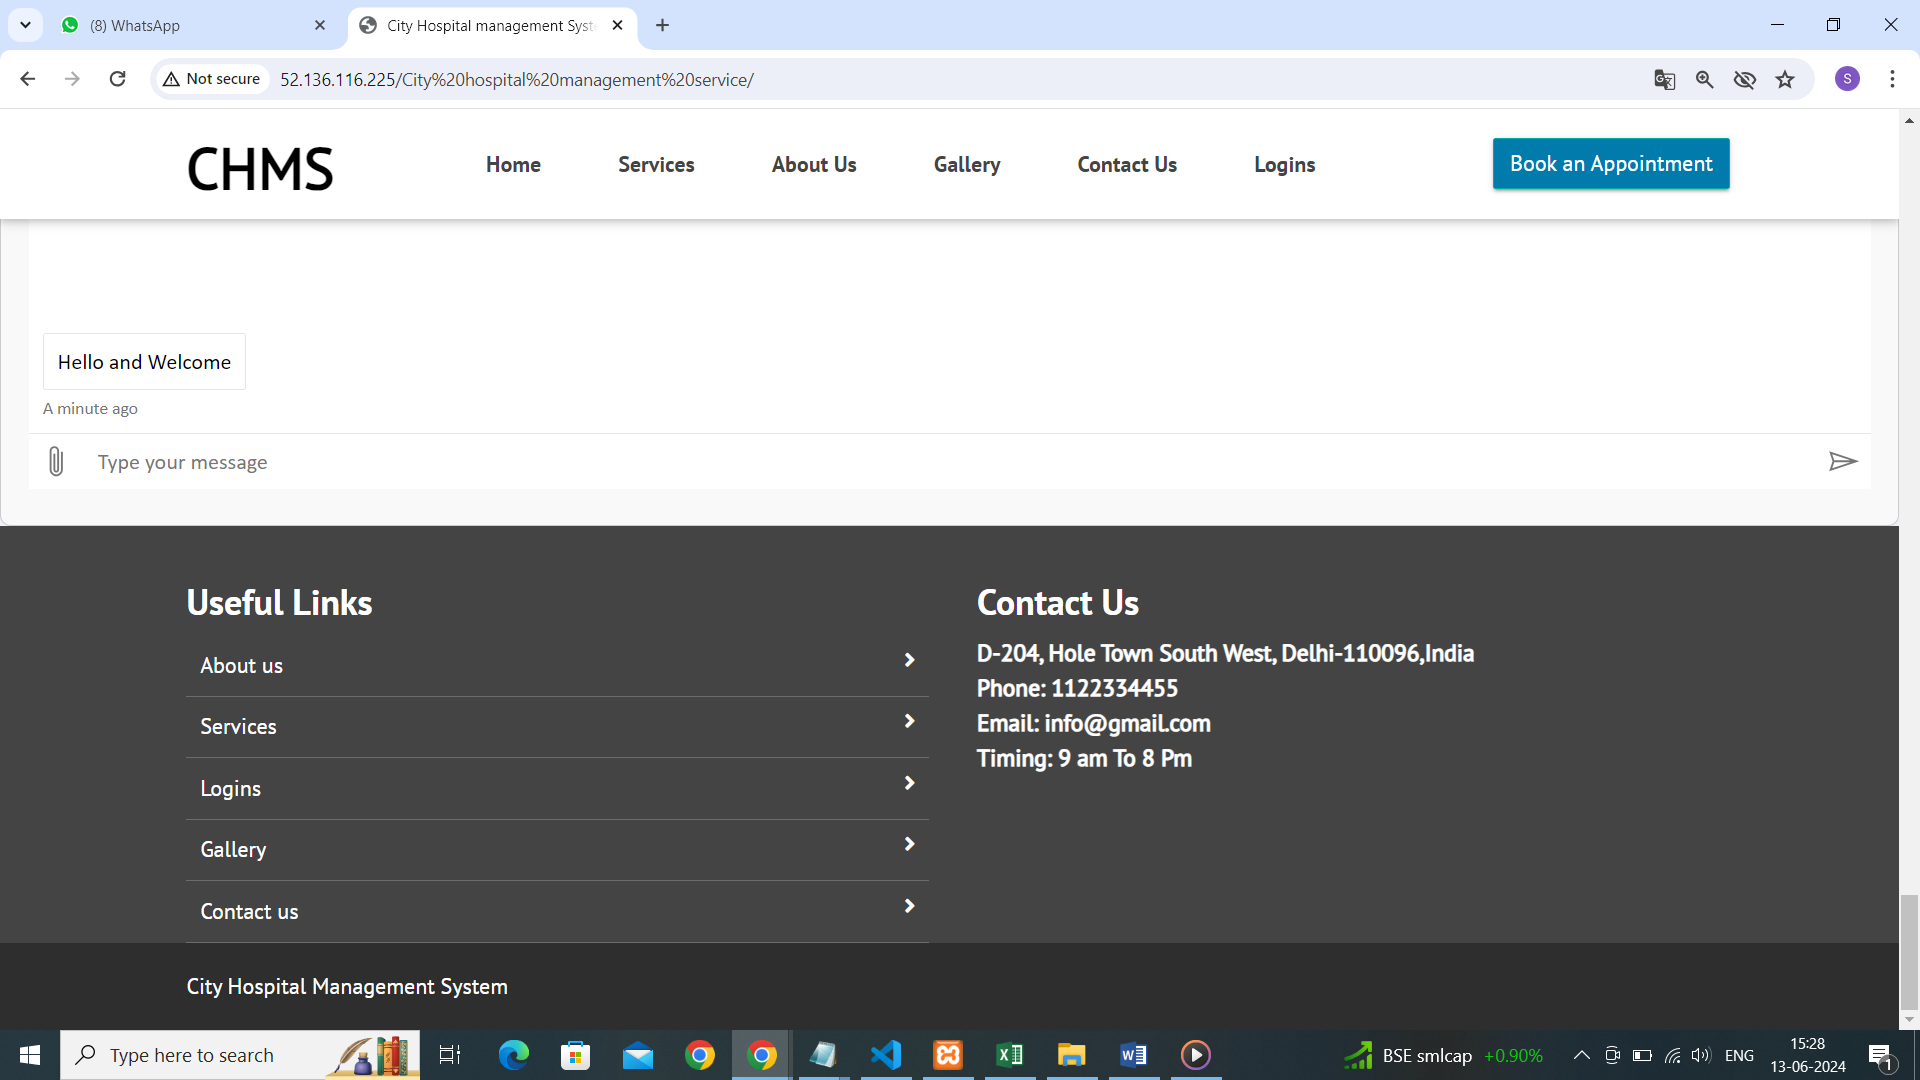 (8) WhatsApp
City Hospital management Syst
Not secure
52.136.116.225/City%20hospital%20management%20service/
S
CHMS
Home
Services
About Us
Gallery
Contact Us
Logins
Book an Appointment
Hello and Welcome
A minute ago
Type your message
Useful Links
About us
Services
Logins
Gallery
Contact us
Contact Us
D-204, Hole Town South West, Delhi-110096,India
Phone: 1122334455
Email: info@gmail.com
Timing: 9 am To 8 Pm
City Hospital Management System
Type here to search
BSE smlcap +0.90%
ENG
15:28
13-06-2024
1